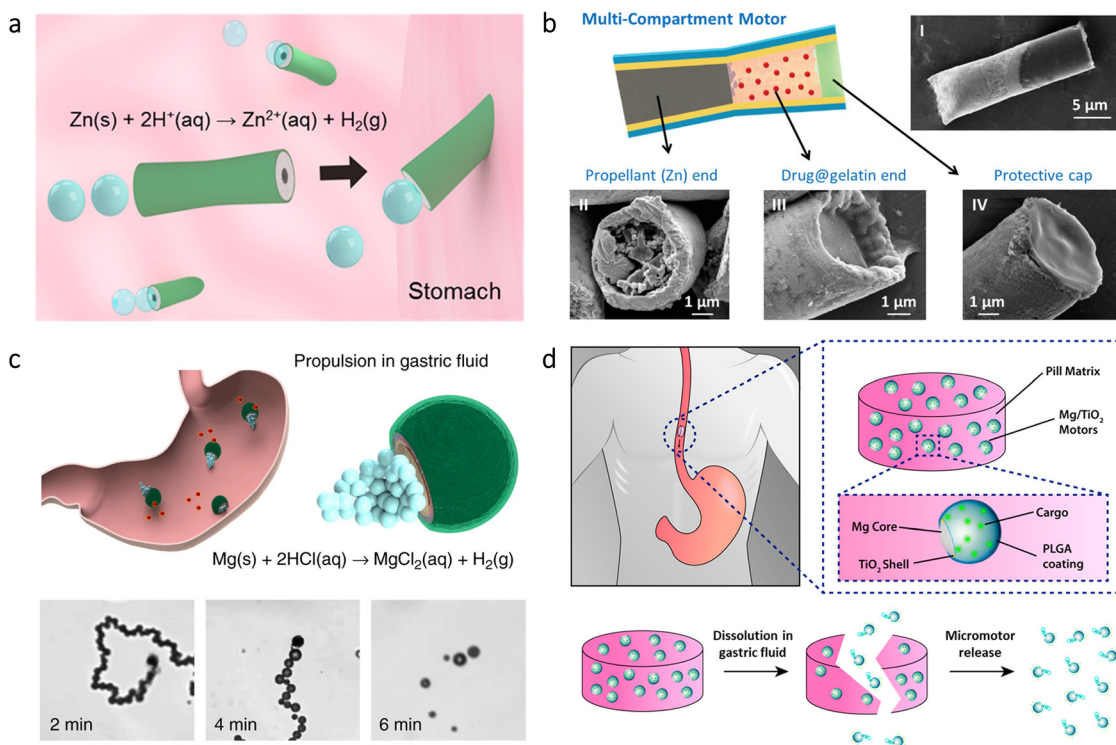 a
Zn(s) + 2H⁺(aq) → Zn²⁺(aq) + H₂(g)
Stomach
b
Multi-Compartment Motor
I
5 μm
Propellant (Zn) end
Drug@gelatin end
Protective cap
II
1 μm
III
1 μm
IV
1 μm
c
Propulsion in gastric fluid
Mg(s) + 2HCl(aq) → MgCl₂(aq) + H₂(g)
2 min
4 min
6 min
d
Pill Matrix
Mg/TiO₂
Motors
Mg Core
TiO₂ Shell
Cargo
PLGA
coating
Dissolution in
gastric fluid
Micromotor
release